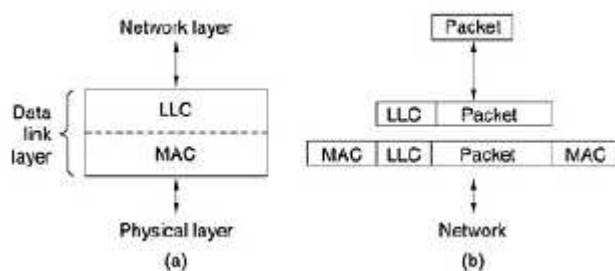 Network layer
Data
link
layer
LLC
MAC
Physical layer
(a)
Packet
LLC Packet
MAC LLC Packet MAC
Network
(b)